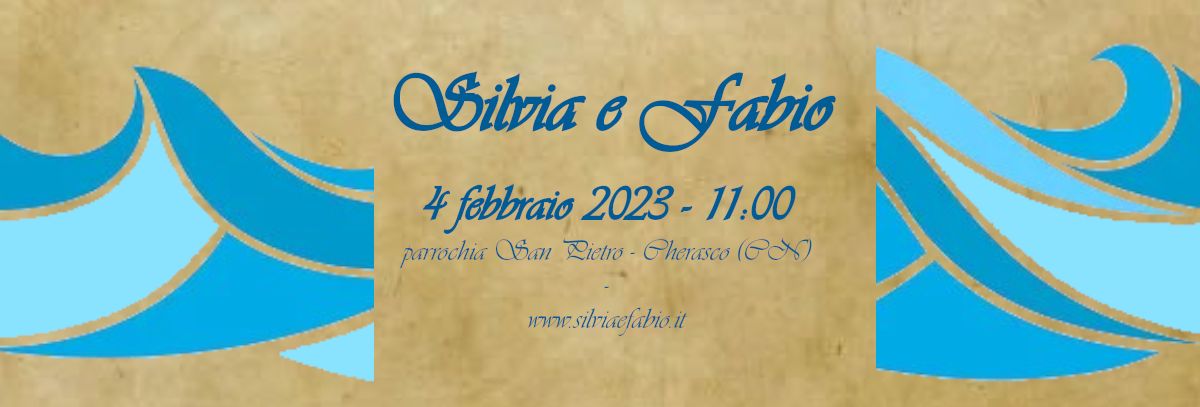 Silvia e Fabio
4 febbraio 2023 - 11:00
parrochia San Pietro - Cherasco (CN)
-
www.silviaefabio.it